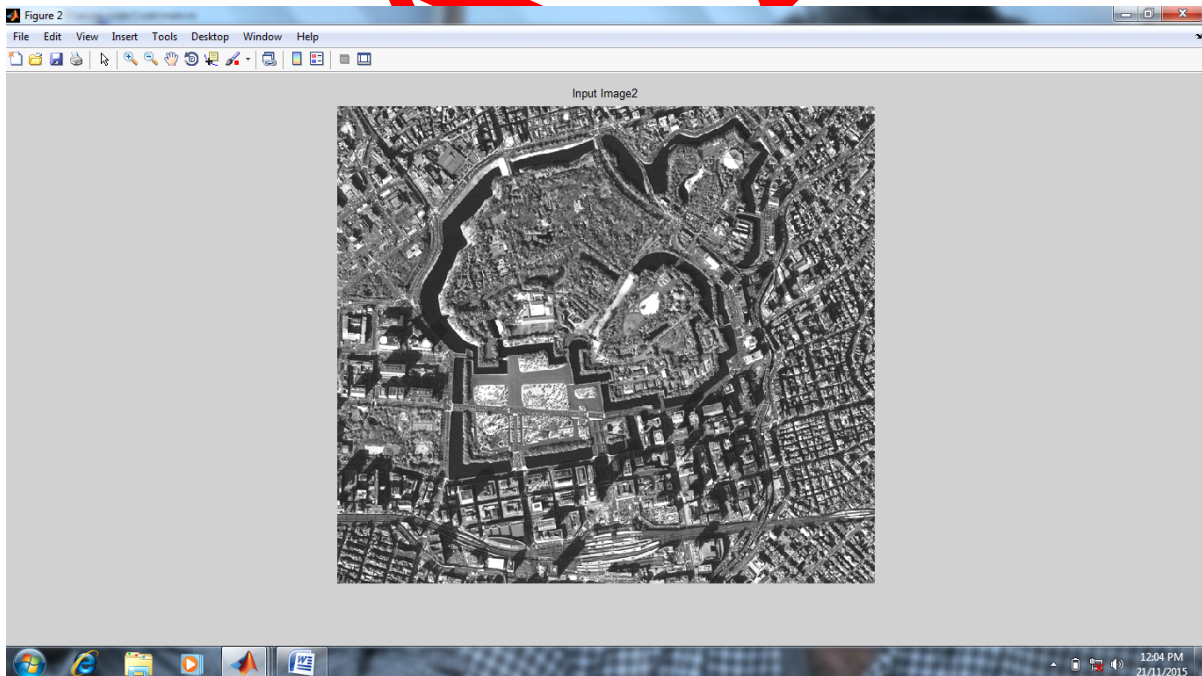 Figure 2
File Edit View Insert Tools Desktop Window Help
Input Image2
12:04 PM
21/11/2015